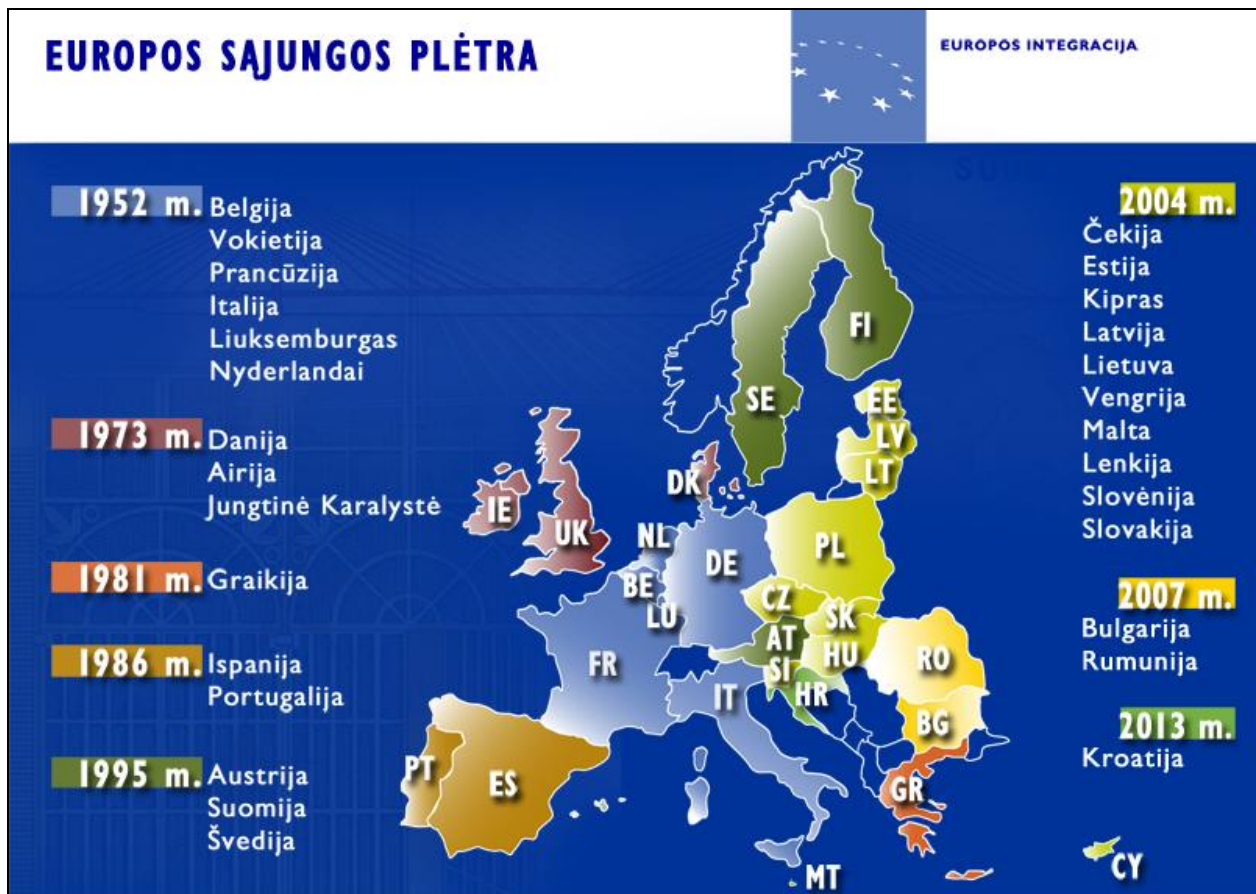 EUROPOS SĄJUNGOS PLĖTRA
EUROPOS INTEGRACIJA
1952 m. Belgija
Vokietija
Prancūzija
Italija
Liuksemburgas
Nyderlandai
1973 m. Danija
Airija
Jungtinė Karalystė
1981 m. Graikija
1986 m. Ispanija
Portugalija
1995 m. Austrija
Suomija
Švedija
FI
SE
EE
LV
LT
DK
IE
UK
NL
DE
PL
BE
LU
CZ
SK
AT
HU
RO
FR
SI
HR
IT
BG
PT
ES
GR
MT
CY
2004 m.
Čekija
Estija
Kipras
Latvija
Lietuva
Vengrija
Malta
Lenkija
Slovėnija
Slovakija
2007 m.
Bulgarija
Rumunija
2013 m.
Kroatija